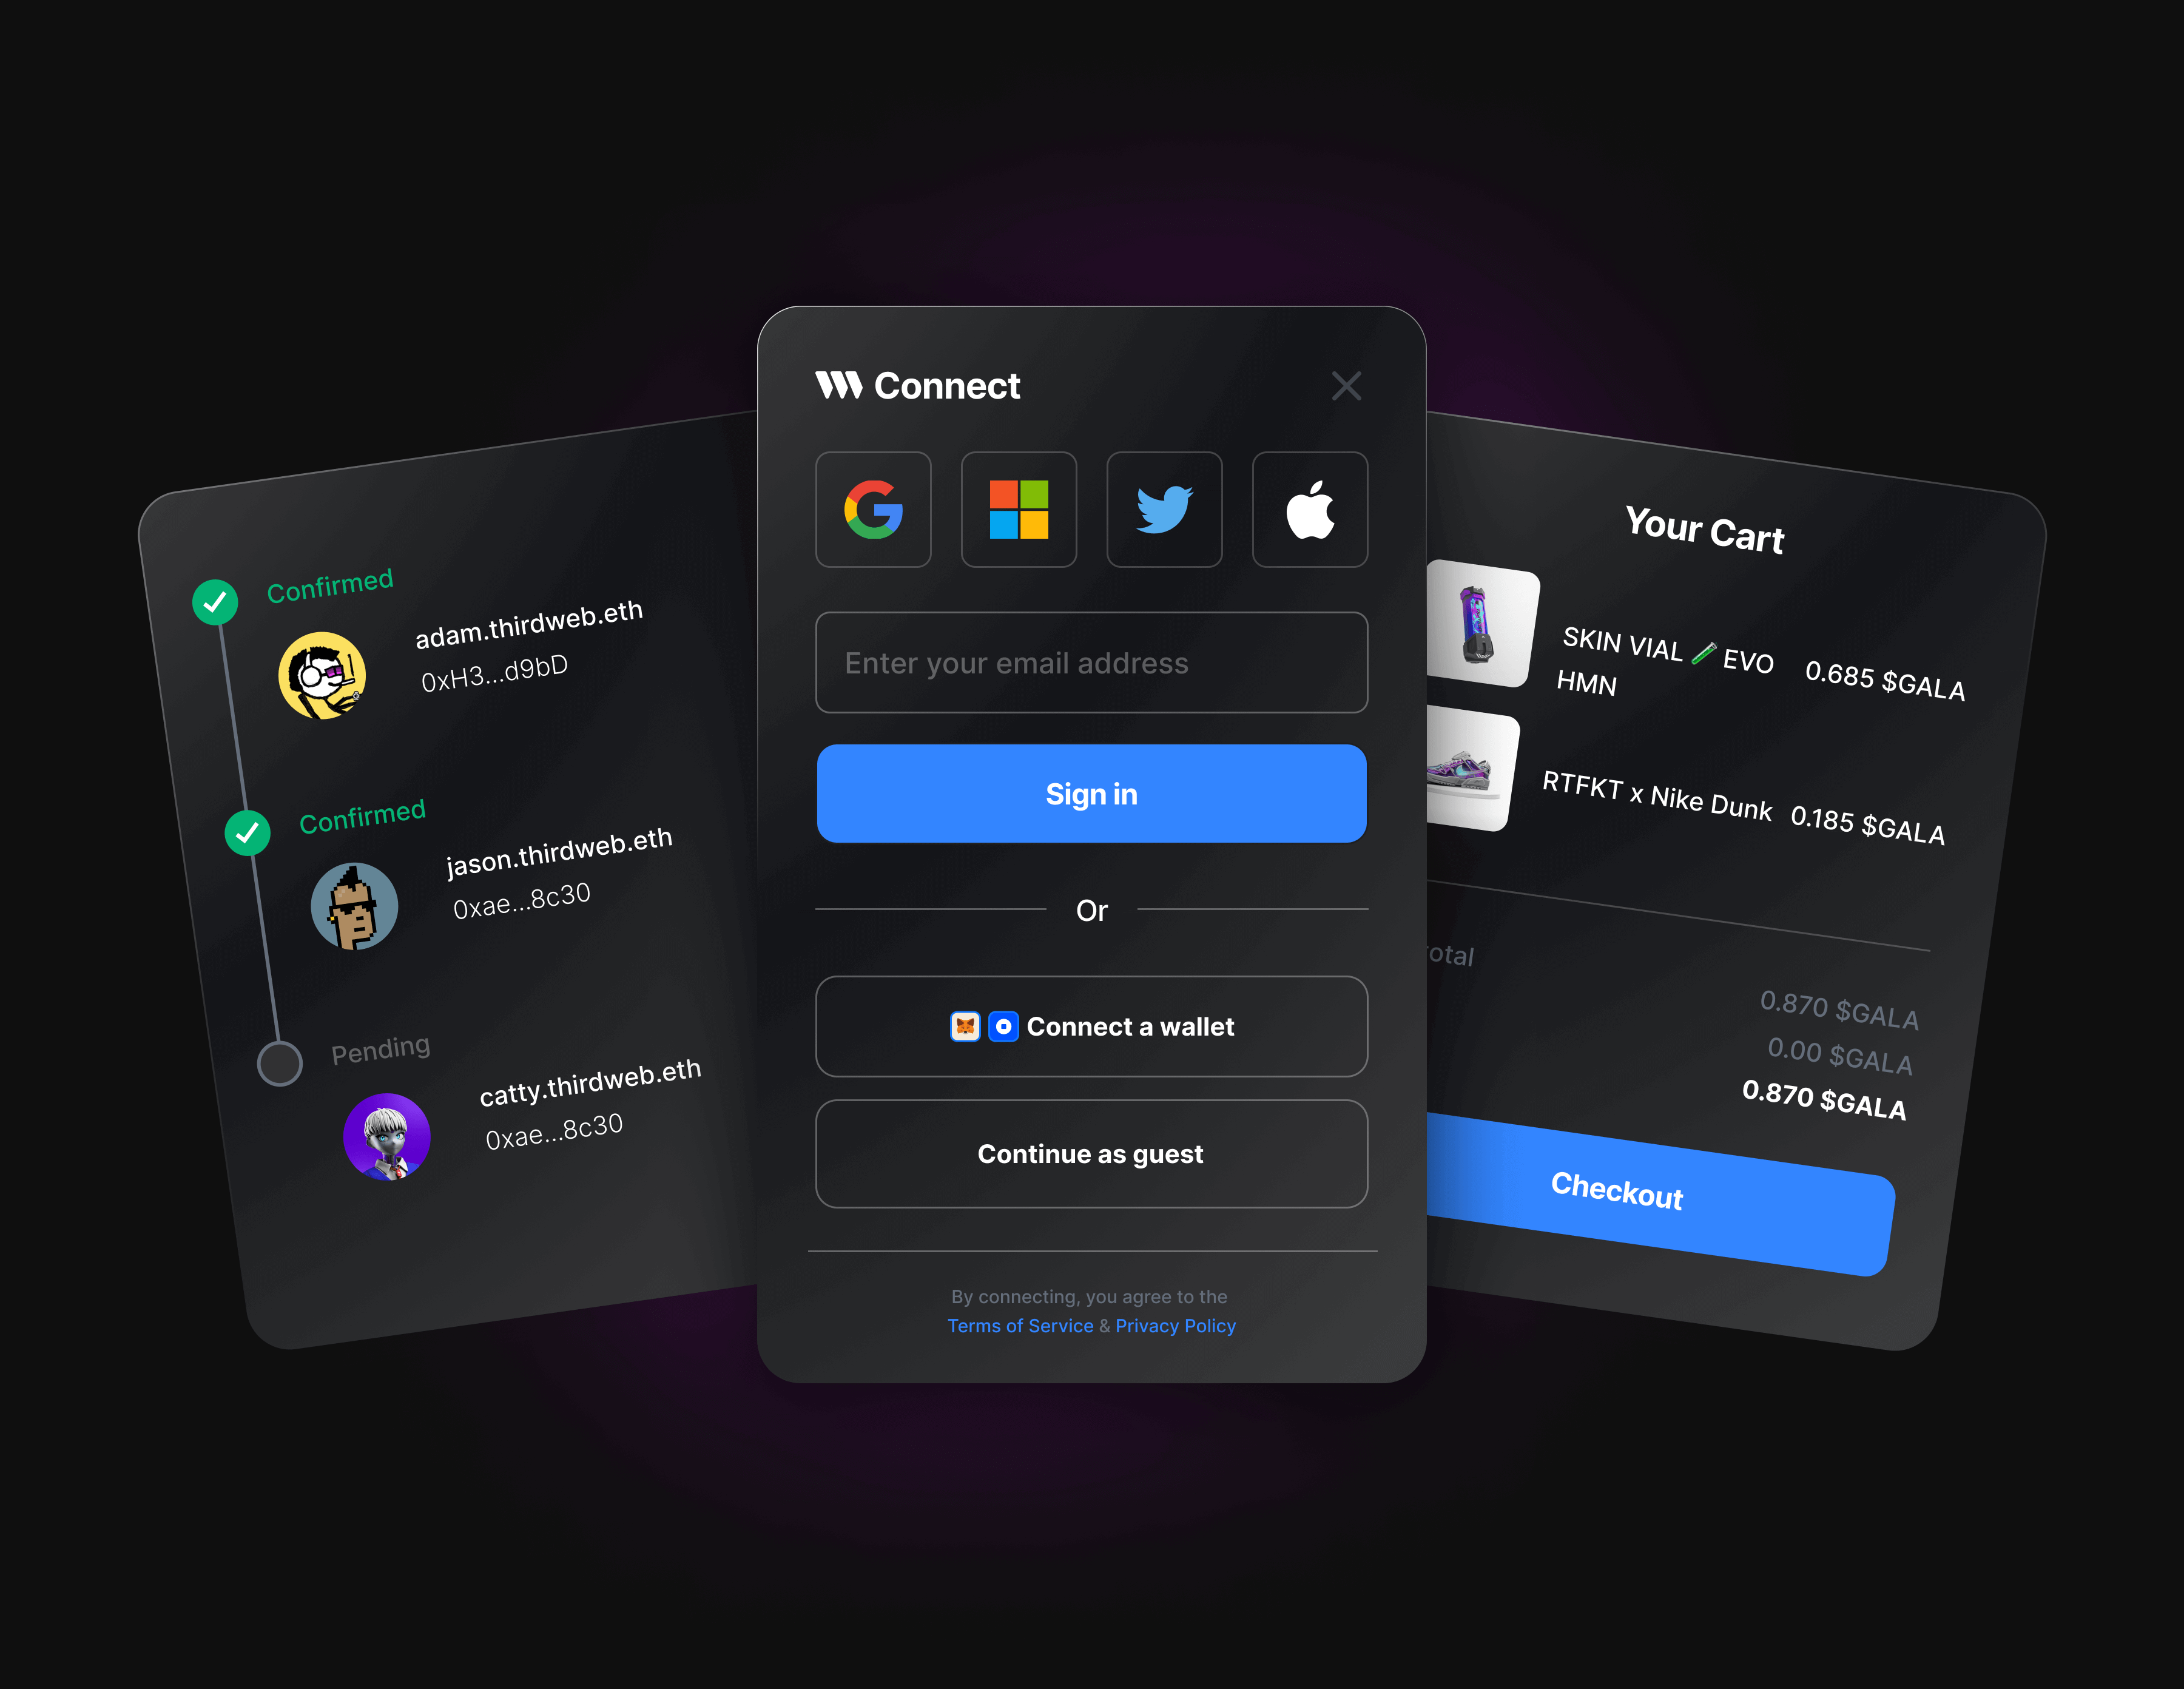 Confirmed
adam.thirdweb.eth
0xH3...d9bD
Confirmed
jason.thirdweb.eth
0xae...8c30
Pending
catty.thirdweb.eth
0xae...8c30
Connect
Enter your email address
Sign in
Or
Connect a wallet
Continue as guest
By connecting, you agree to the
Terms of Service & Privacy Policy
Your Cart
SKIN VIAL 🧪 EVO
HMN
0.685 $GALA
RTFKT x Nike Dunk
0.185 $GALA
0.870 $GALA
0.00 $GALA
0.870 $GALA
Checkout